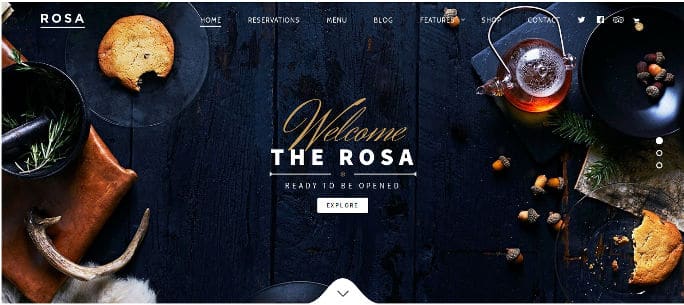 ROSA
HOME RESERVATIONS MENU BLOG FEATURES SHOP CONTACT
Welcome
THE ROSA
READY TO BE OPENED
EXPLORE